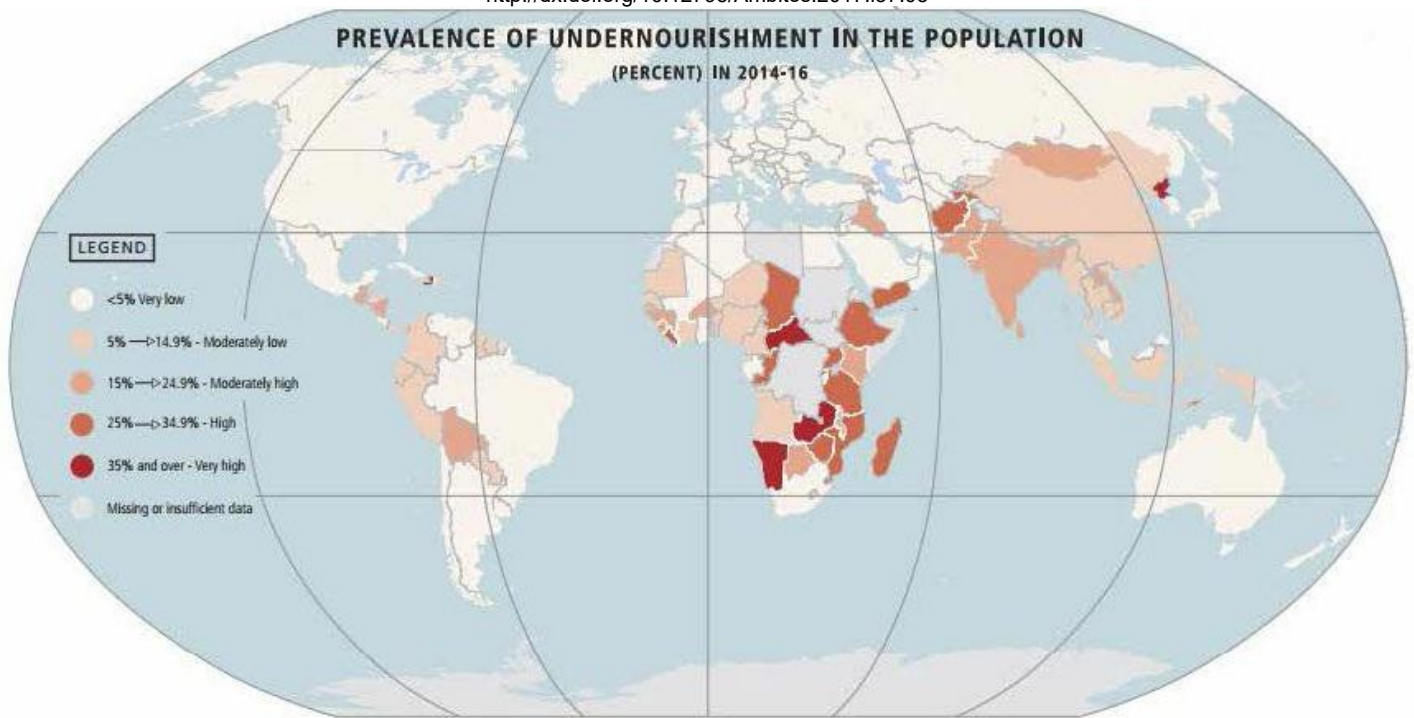 PREVALENCE OF UNDERNOURISHMENT IN THE POPULATION
(PERCENT) IN 2014-16
LEGEND
<5% Very low
5% —▷14.9% - Moderately low
15%—▷24.9% - Moderately high
25%—▷34.9% - High
35% and over - Very high
Missing or insufficient data